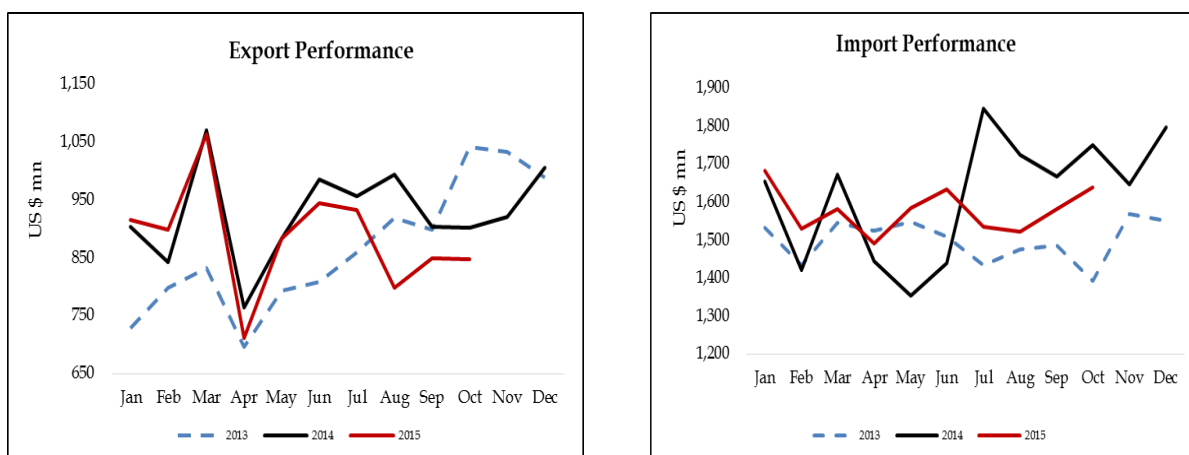 Export Performance
US $ mn
1,150
1,050
950
850
750
650
Jan Feb Mar Apr May Jun Jul Aug Sep Oct Nov Dec
2013 2014 2015
Import Performance
US $ mn
1,900
1,800
1,700
1,600
1,500
1,400
1,300
1,200
Jan Feb Mar Apr May Jun Jul Aug Sep Oct Nov Dec
2013 2014 2015